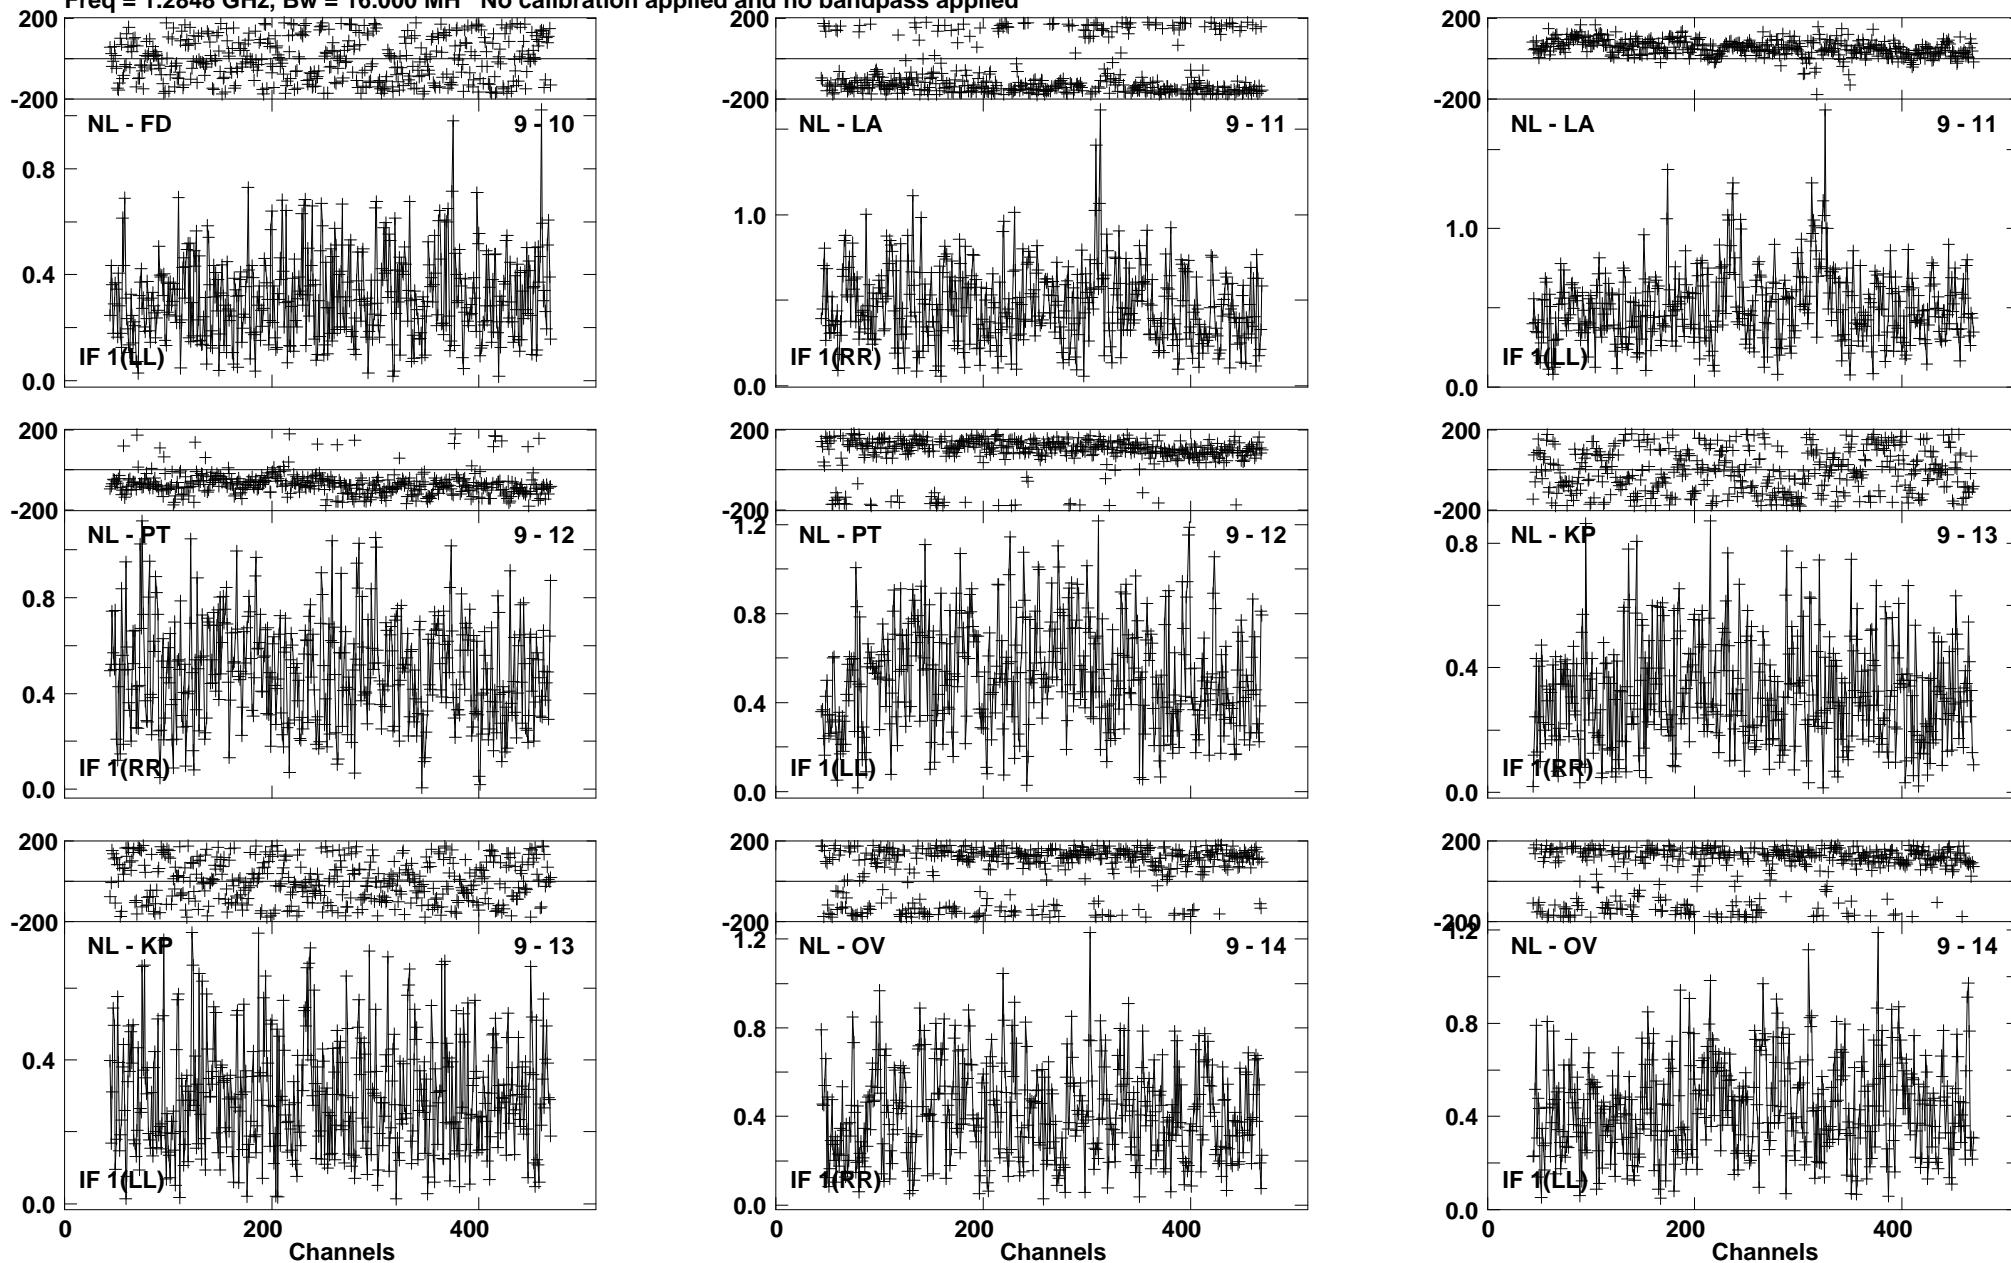 Freq = 1.2848 GHz, Bw = 16.000 MH No calibration applied and no bandpass applied
200
-200
NL - FD 9 - 10
0.8
0.4
0.0
IF 1(LL)
200
-200
NL - LA 9 - 11
1.0
0.0
IF 1(RR)
200
-200
NL - LA 9 - 11
1.0
0.0
IF 1(LL)
200
-200
NL - PT 9 - 12
0.8
0.4
0.0
IF 1(RR)
200
-200
1.2
NL - PT 9 - 12
0.8
0.4
0.0
IF 1(LL)
200
-200
NL - KP 9 - 13
0.8
0.4
0.0
IF 1(RR)
200
-200
NL - KP 9 - 13
0.4
0.0
IF 1(LL)
0 200 400
Channels
200
-200
1.2
NL - OV 9 - 14
0.8
0.4
0.0
IF 1(RR)
0 200 400
Channels
200
-200
1.2
NL - OV 9 - 14
0.8
0.4
0.0
IF 1(LL)
0 200 400
Channels